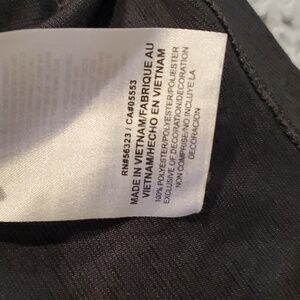 RN#56323 / CA#05553
MADE IN VIETNAM/FABRIQUE AU
VIETNAM/HECHO EN VIETNAM
100% POLYESTER/POLYESTER/POLIESTER
EXCLUSIVE OF DECORATION/DECORATION
NON COMPRISE/NO INCLUYE LA
DECORACION